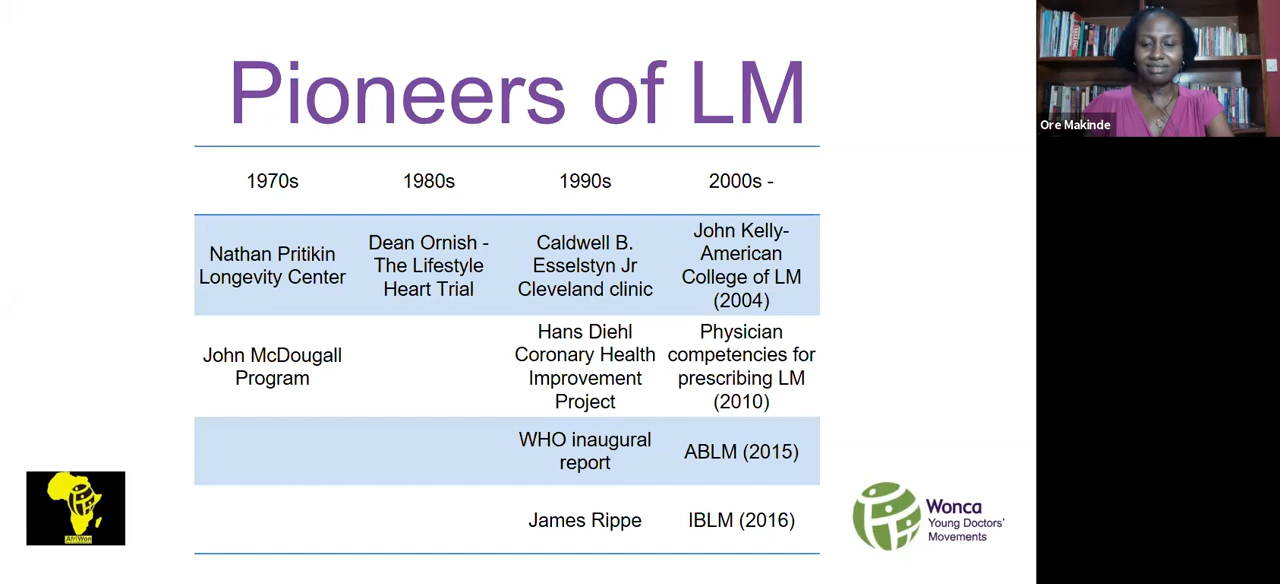 Pioneers of LM
1970s
1980s
1990s
2000s -
Nathan Pritikin
Longevity Center
Dean Ornish -
The Lifestyle
Heart Trial
Caldwell B.
Esselstyn Jr
Cleveland clinic
John Kelly-
American
College of LM
(2004)
John McDougall
Program
Hans Diehl
Coronary Health
Improvement
Project
Physician
competencies for
prescribing LM
(2010)
WHO inaugural
report
ABLM (2015)
James Rippe
IBLM (2016)
AfriWon
Wonca
Young Doctors'
Movements
Ore Makinde